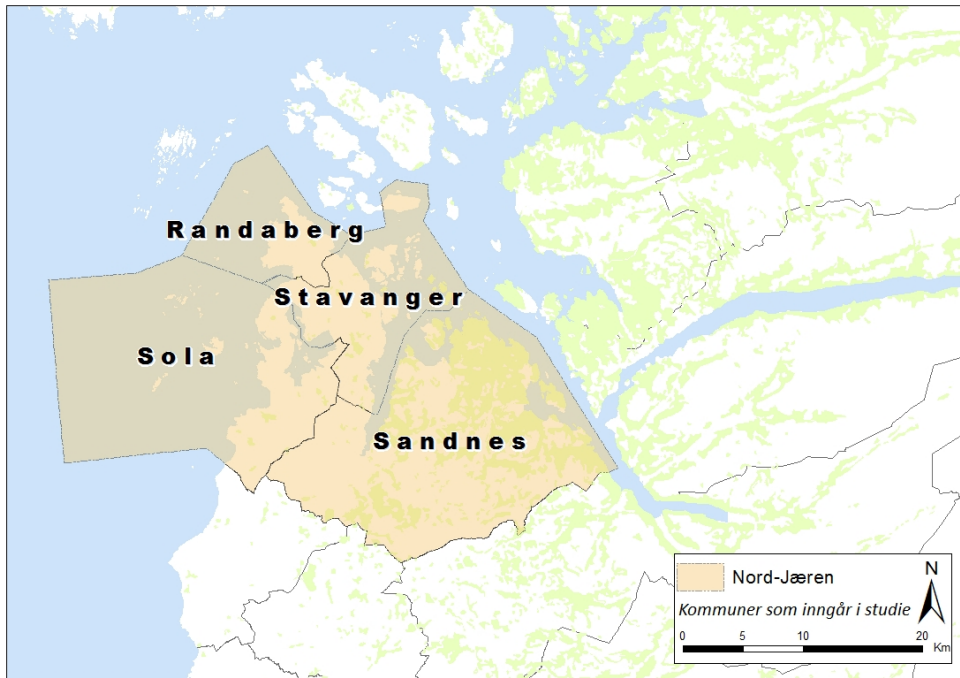 Randaberg
Stavanger
Sola
Sandnes
Nord-Jæren
N
Kommuner som inngår i studie
0 5 10 20
Km